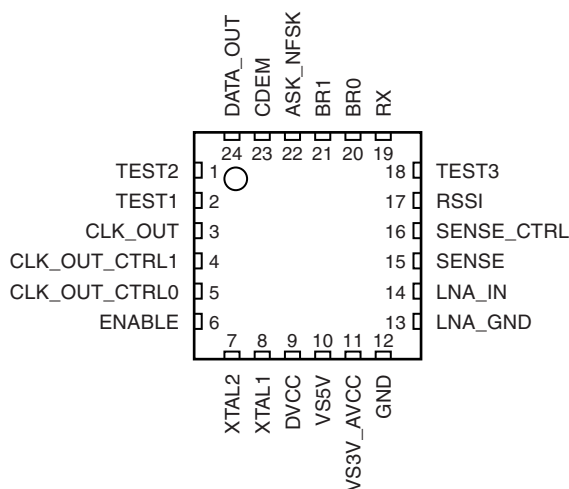 DATA_OUT
CDEM
ASK_NFSK
BR1
BR0
RX
24 23 22 21 20 19
TEST2 1 18 TEST3
TEST1 2 17 RSSI
CLK_OUT 3 16 SENSE_CTRL
CLK_OUT_CTRL1 4 15 SENSE
CLK_OUT_CTRL0 5 14 LNA_IN
ENABLE 6 13 LNA_GND
7 8 9 10 11 12
XTAL2
XTAL1
DVCC
VS5V
VS3V_AVCC
GND